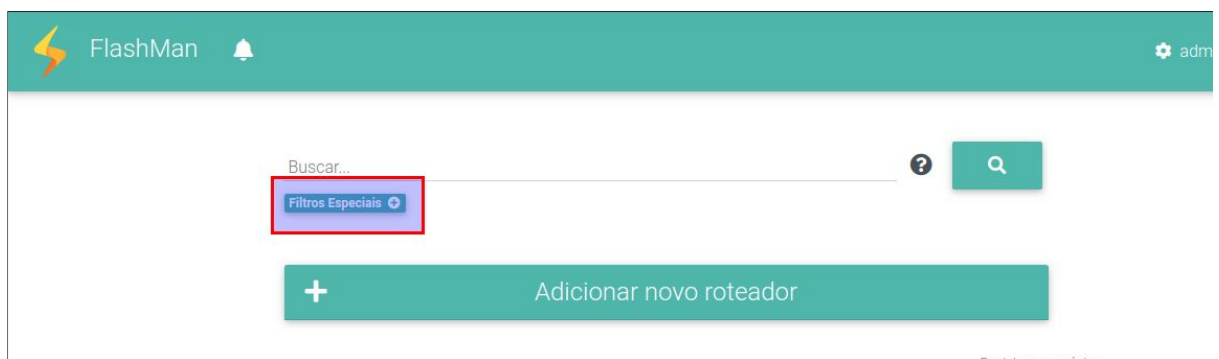 FlashMan
adm
Buscar...
Filtros Especiais
Adicionar novo roteador